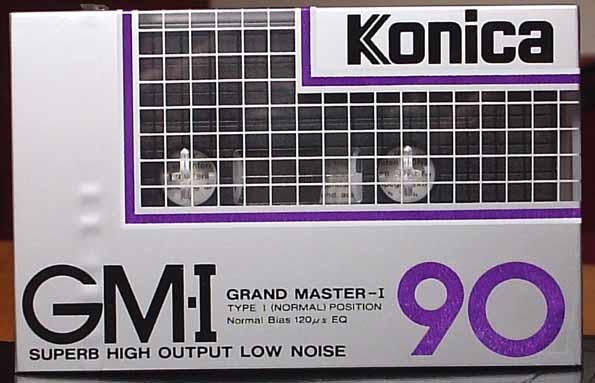 Konica
GM-I
GRAND MASTER-I
TYPE I (NORMAL) POSITION
Normal Bias 120μs EQ
90
SUPERB HIGH OUTPUT LOW NOISE